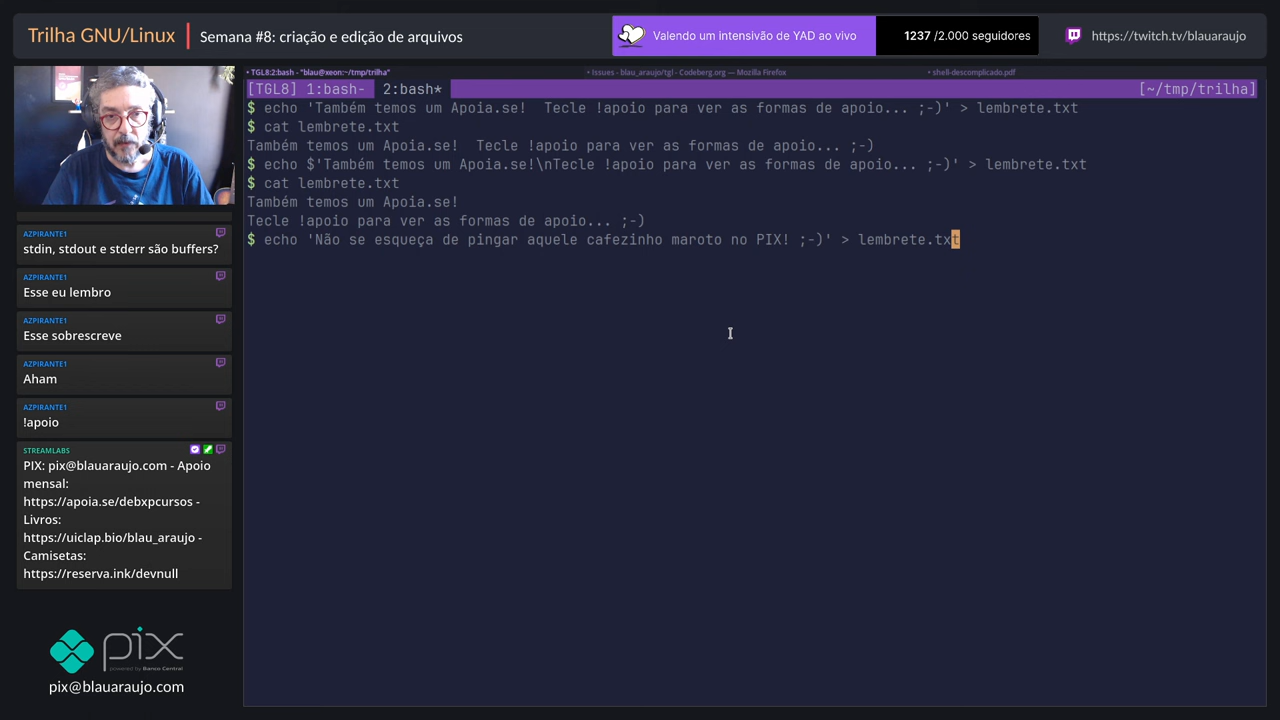 Trilha GNU/Linux
Semana #8: criação e edição de arquivos
Valendo um intensivão de YAD ao vivo
1237 /2.000 seguidores
https://twitch.tv/blauaraujo
• TGL8:2:bash - "blau@xeon:~/tmp/trilha"
• Issues - blau_araujo/tgl - Codeberg.org — Mozilla Firefox
• shell-descomplicado.pdf
[TGL8] 1:bash- 2:bash*
[~/tmp/trilha]
$ echo 'Também temos um Apoia.se!  Tecle !apoio para ver as formas de apoio... ;-)' > lembrete.txt
$ cat lembrete.txt
Também temos um Apoia.se!  Tecle !apoio para ver as formas de apoio... ;-)
$ echo $'Também temos um Apoia.se!\nTecle !apoio para ver as formas de apoio... ;-)' > lembrete.txt
$ cat lembrete.txt
Também temos um Apoia.se!
Tecle !apoio para ver as formas de apoio... ;-)
$ echo 'Não se esqueça de pingar aquele cafezinho maroto no PIX! ;-)' > lembrete.txt
AZPIRANTE1
stdin, stdout e stderr são buffers?
AZPIRANTE1
Esse eu lembro
AZPIRANTE1
Esse sobrescreve
AZPIRANTE1
Aham
AZPIRANTE1
!apoio
STREAMLABS
PIX: pix@blauaraujo.com - Apoio
mensal:
https://apoia.se/debxpcursos -
Livros:
https://uiclap.bio/blau_araujo -
Camisetas:
https://reserva.ink/devnull
pix
powered by Banco Central
pix@blauaraujo.com